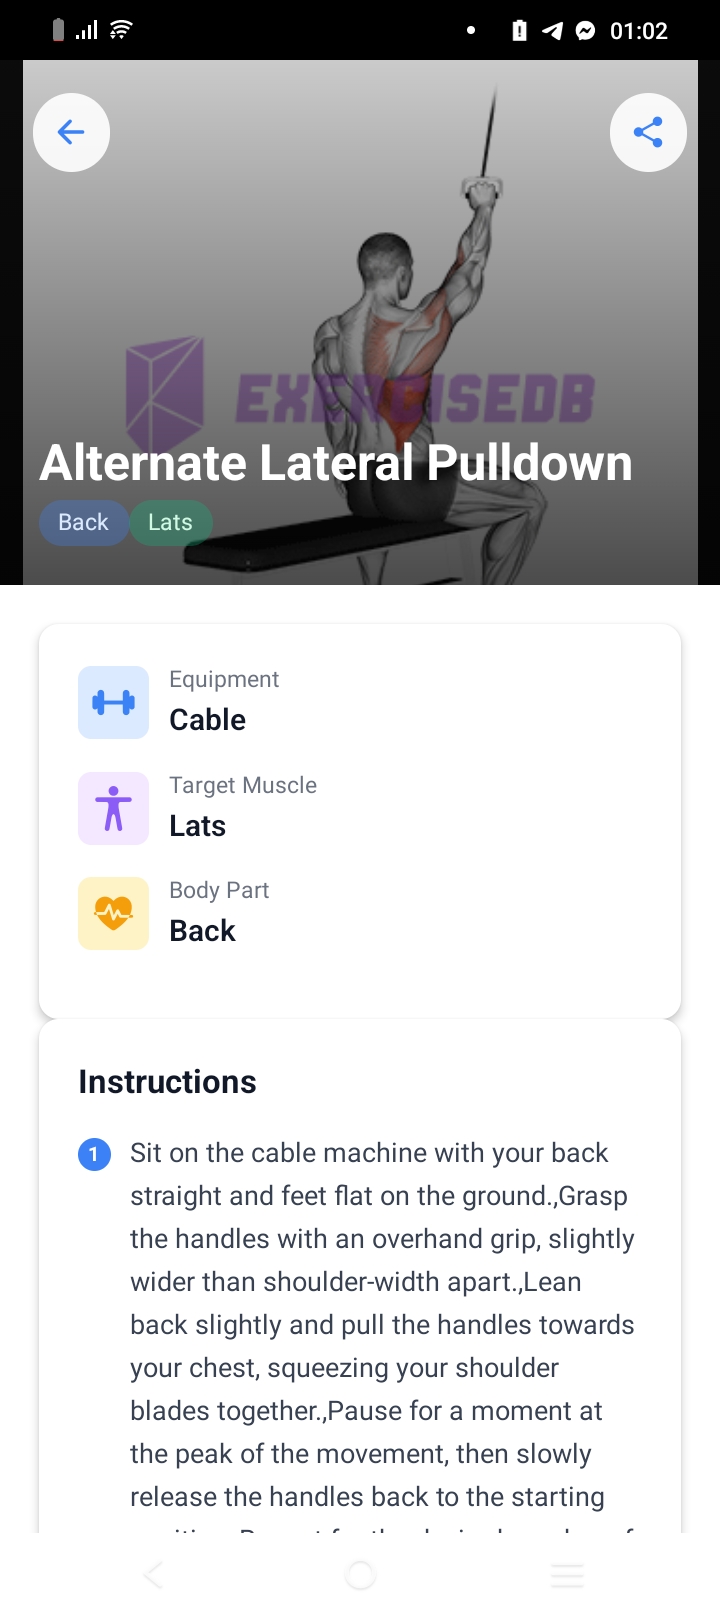 01:02
EXERCISEDB
Alternate Lateral Pulldown
Back
Lats
Equipment
Cable
Target Muscle
Lats
Body Part
Back
Instructions
1
Sit on the cable machine with your back
straight and feet flat on the ground.,Grasp
the handles with an overhand grip, slightly
wider than shoulder-width apart.,Lean
back slightly and pull the handles towards
your chest, squeezing your shoulder
blades together.,Pause for a moment at
the peak of the movement, then slowly
release the handles back to the starting